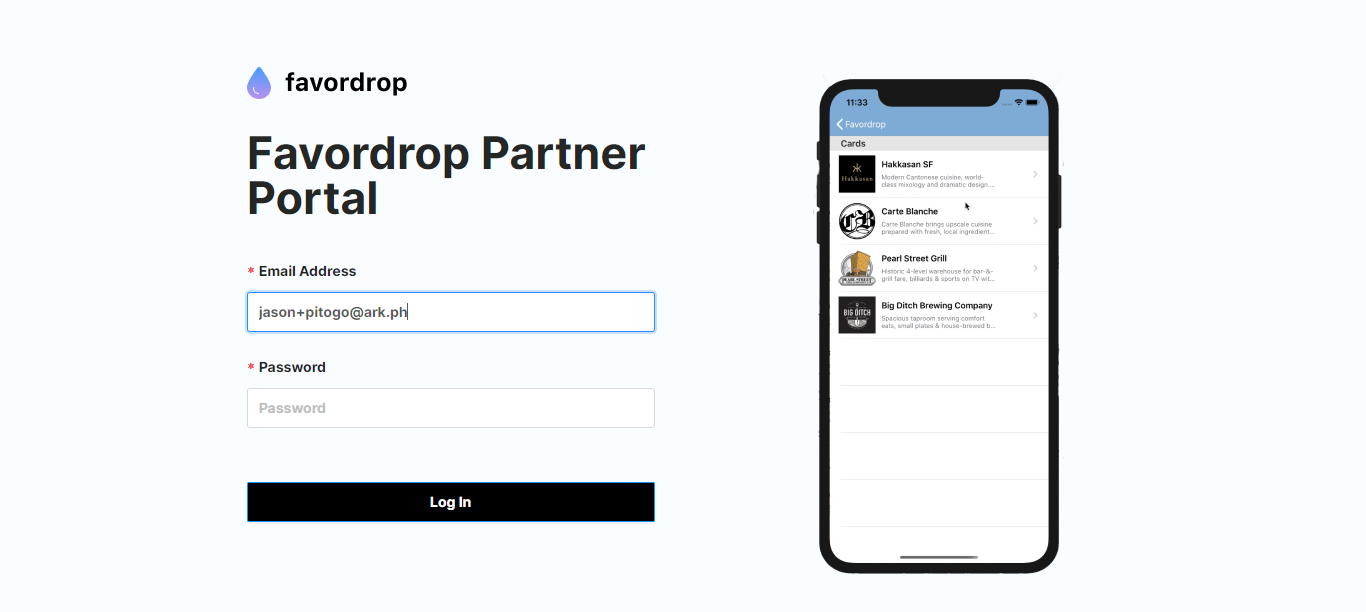 favordrop
Favordrop Partner
Portal
* Email Address
jason+pitogo@ark.ph
* Password
Password
Log In
11:33
Favordrop
Cards
Hakkasan
Hakkasan SF
Modern Cantonese cuisine, world-
class mixology and dramatic design....
CB
Carte Blanche
Carte Blanche brings upscale cuisine
prepared with fresh, local ingredient...
PEARL STREET
Pearl Street Grill
Historic 4-level warehouse for bar-&-
grill fare, billiards & sports on TV wit...
BIG DITCH
Big Ditch Brewing Company
Spacious taproom serving comfort
eats, small plates & house-brewed b...